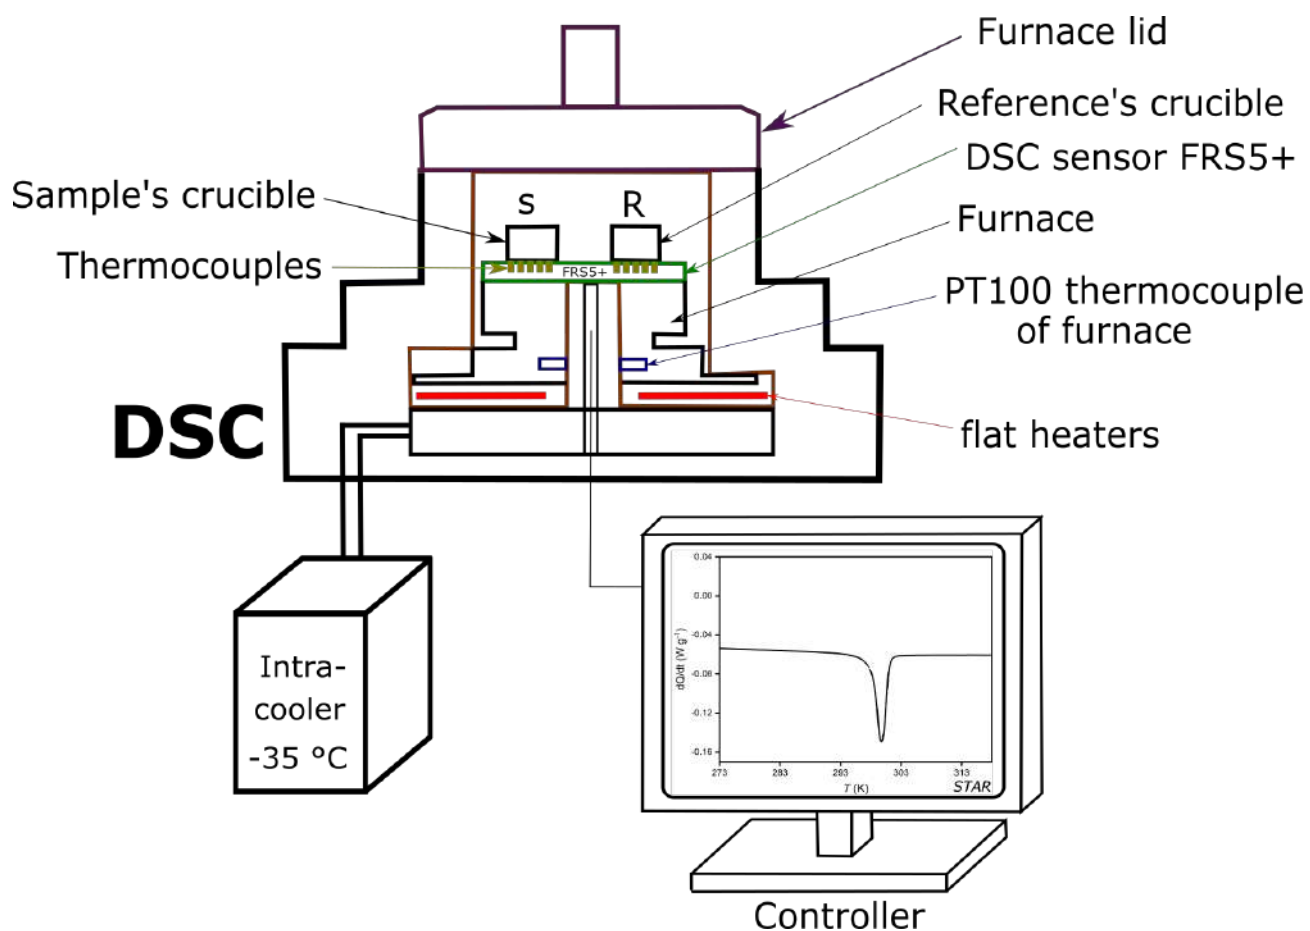 Furnace lid
Reference's crucible
DSC sensor FRS5+
Sample's crucible
s
R
Furnace
Thermocouples
FRS5+
PT100 thermocouple
of furnace
DSC
flat heaters
Intra-
cooler
-35 °C
0.04
0.00
-0.04
-0.08
-0.12
-0.16
dQ/dt (W g⁻¹)
273
283
293
303
313
T (K)
STAR
Controller